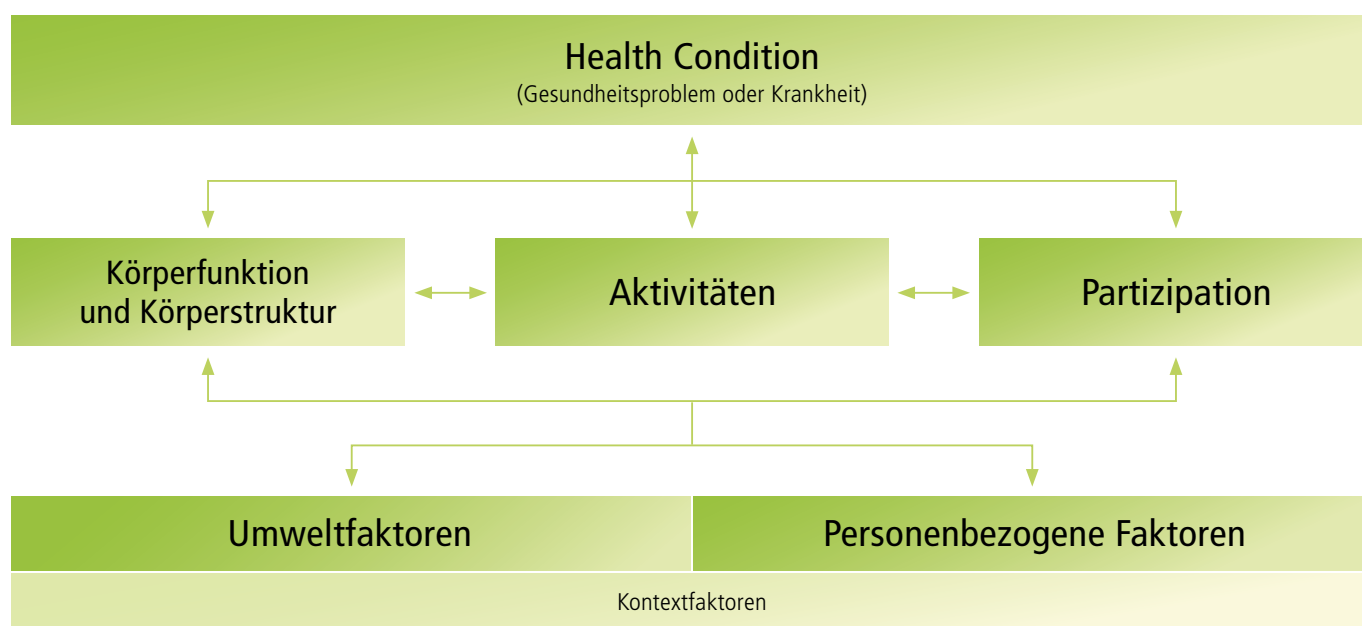 Health Condition
(Gesundheitsproblem oder Krankheit)
Körperfunktion
und Körperstruktur
Aktivitäten
Partizipation
Umweltfaktoren
Personenbezogene Faktoren
Kontextfaktoren